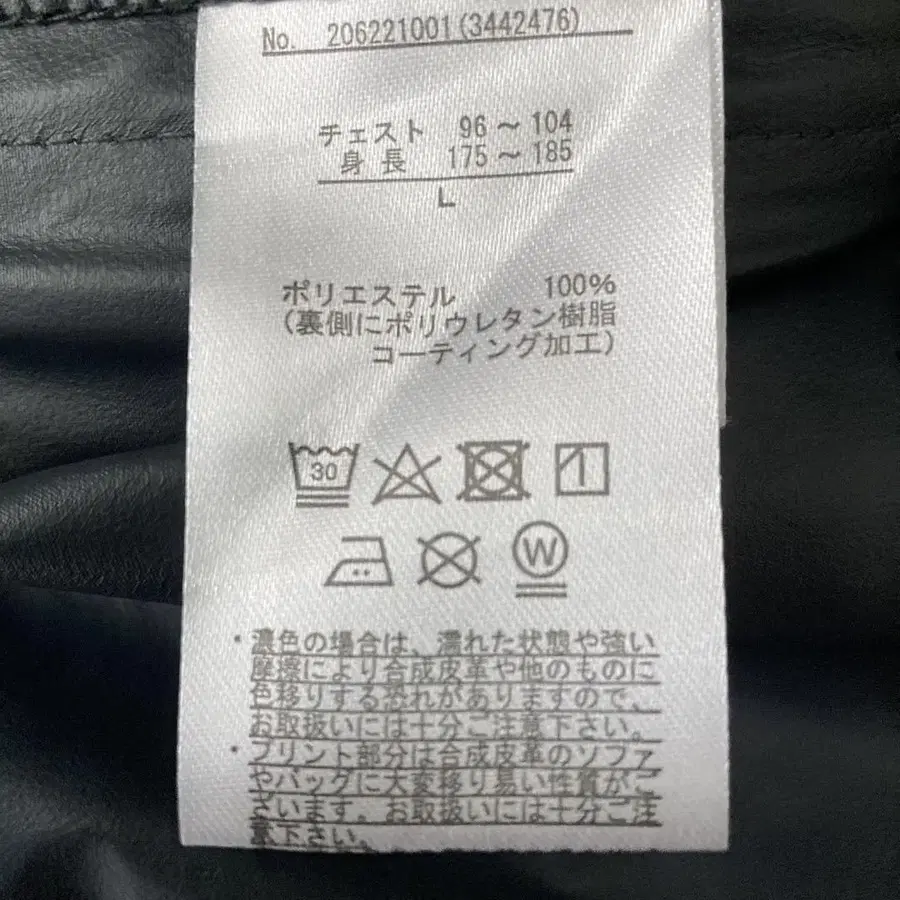 No. 206221001(3442476)
チェスト 96～104
身長 175～185
L
ポリエステル 100%
(裏側にポリウレタン樹脂
コーティング加工)
30
W
・濃色の場合は、濡れた状態や強い
摩擦により合成皮革や他のものに
色移りする恐れがありますので、
お取扱いには十分ご注意下さい。
・プリント部分は合成皮革のソファ
やバッグに大変移り易い性質がご
ざいます。お取扱いには十分ご注
意下さい。